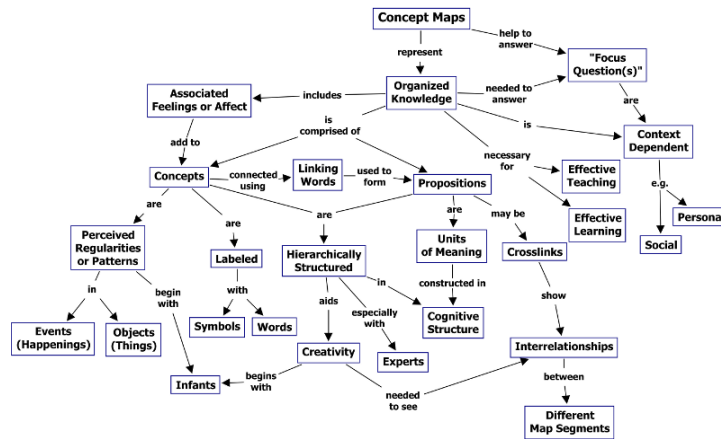 Concept Maps
help to
answer
represent
"Focus
Question(s)"
Associated
Feelings or Affect
includes
Organized
Knowledge
needed to
answer
are
is
comprised of
is
Context
Dependent
add to
necessary
for
Effective
Teaching
e.g.
Concepts
connected
using
Linking
Words
used to
form
Propositions
Personal
Effective
Learning
Social
are
are
are
are
may be
Perceived
Regularities
or Patterns
Labeled
Hierarchically
Structured
Units
of Meaning
Crosslinks
in
begin
with
with
aids
especially
with
in
constructed in
show
Events
(Happenings)
Objects
(Things)
Symbols
Words
Cognitive
Structure
Creativity
Experts
Interrelationships
Infants
begins
with
needed
to see
between
Different
Map Segments